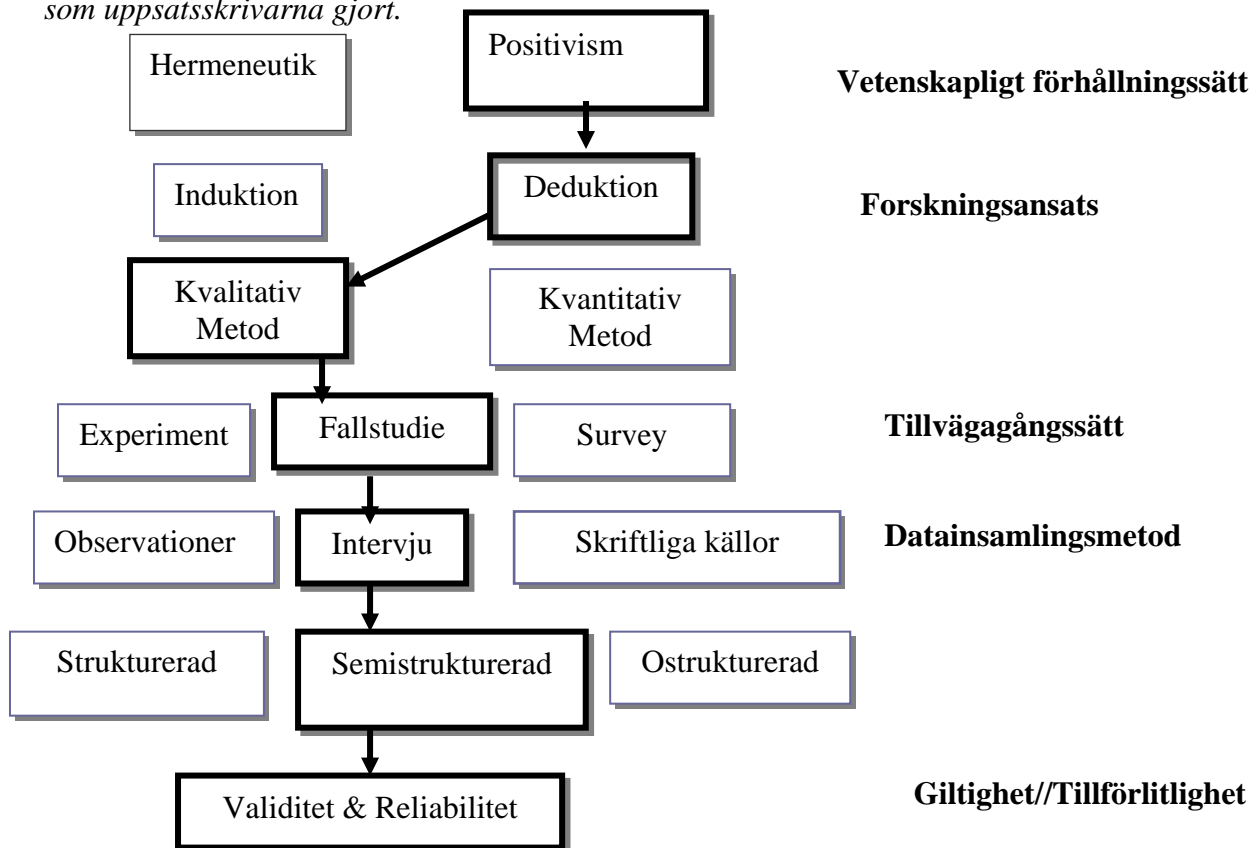 som uppsatsskrivarna gjort.
Hermeneutik
Positivism
Vetenskapligt förhållningssätt
Induktion
Deduktion
Forskningsansats
Kvalitativ
Metod
Kvantitativ
Metod
Experiment
Fallstudie
Survey
Tillvägagångssätt
Observationer
Intervju
Skriftliga källor
Datainsamlingsmetod
Strukturerad
Semistrukturerad
Ostrukturerad
Validitet & Reliabilitet
Giltighet//Tillförlitlighet